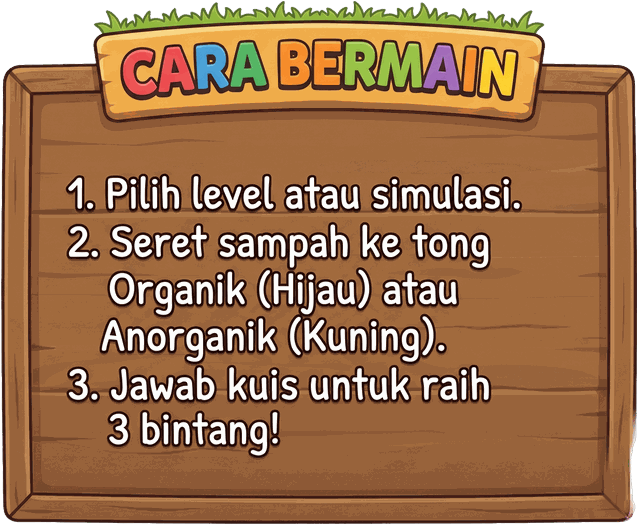 CARA BERMAIN
1. Pilih level atau simulasi.
2. Seret sampah ke tong
Organik (Hijau) atau
Anorganik (Kuning).
3. Jawab kuis untuk raih
3 bintang!